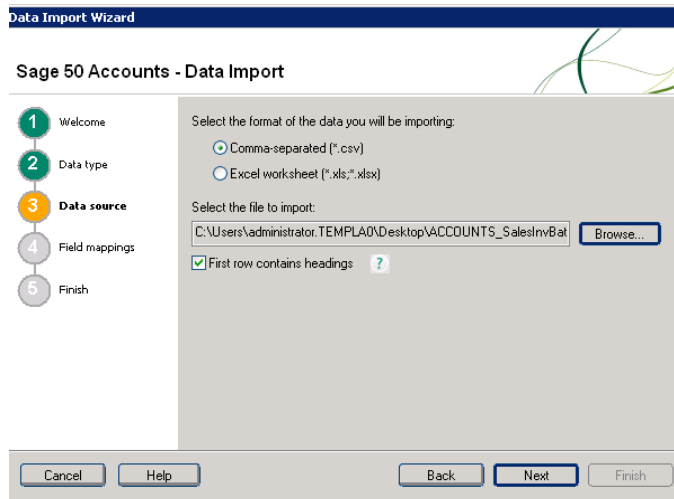 Data Import Wizard
Sage 50 Accounts - Data Import
1 Welcome
2 Data type
3 Data source
4 Field mappings
5 Finish
Select the format of the data you will be importing:
Comma-separated (*.csv)
Excel worksheet (*.xls;*.xlsx)
Select the file to import:
C:\Users\administrator.TEMPLA0\Desktop\ACCOUNTS_SalesInvBat Browse...
First row contains headings ?
Cancel Help Back Next Finish